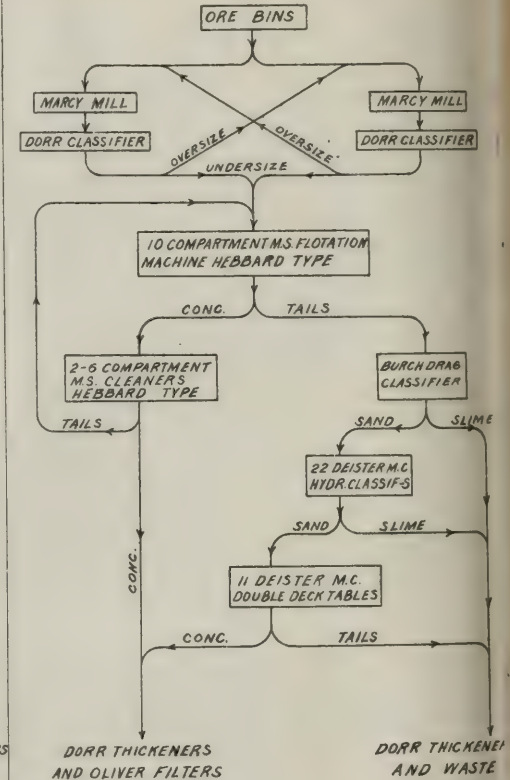 ORE BINS
MARCY MILL
MARCY MILL
DORR CLASSIFIER
OVERSIZE
OVERSIZE
DORR CLASSIFIER
UNDERSIZE
10 COMPARTMENT M.S. FLOTATION
MACHINE HEBBARD TYPE
CONC.
TAILS
2-6 COMPARTMENT
M.S. CLEANERS
HEBBARD TYPE
BURCH DRAG
CLASSIFIER
TAILS
SAND
SLIME
22 DEISTER M.C.
HYDR. CLASSIF-S
SAND
SLIME
CONC.
11 DEISTER M.C.
DOUBLE DECK TABLES
CONC.
TAILS
DORR THICKENERS
AND OLIVER FILTERS
DORR THICKENE
AND WASTE